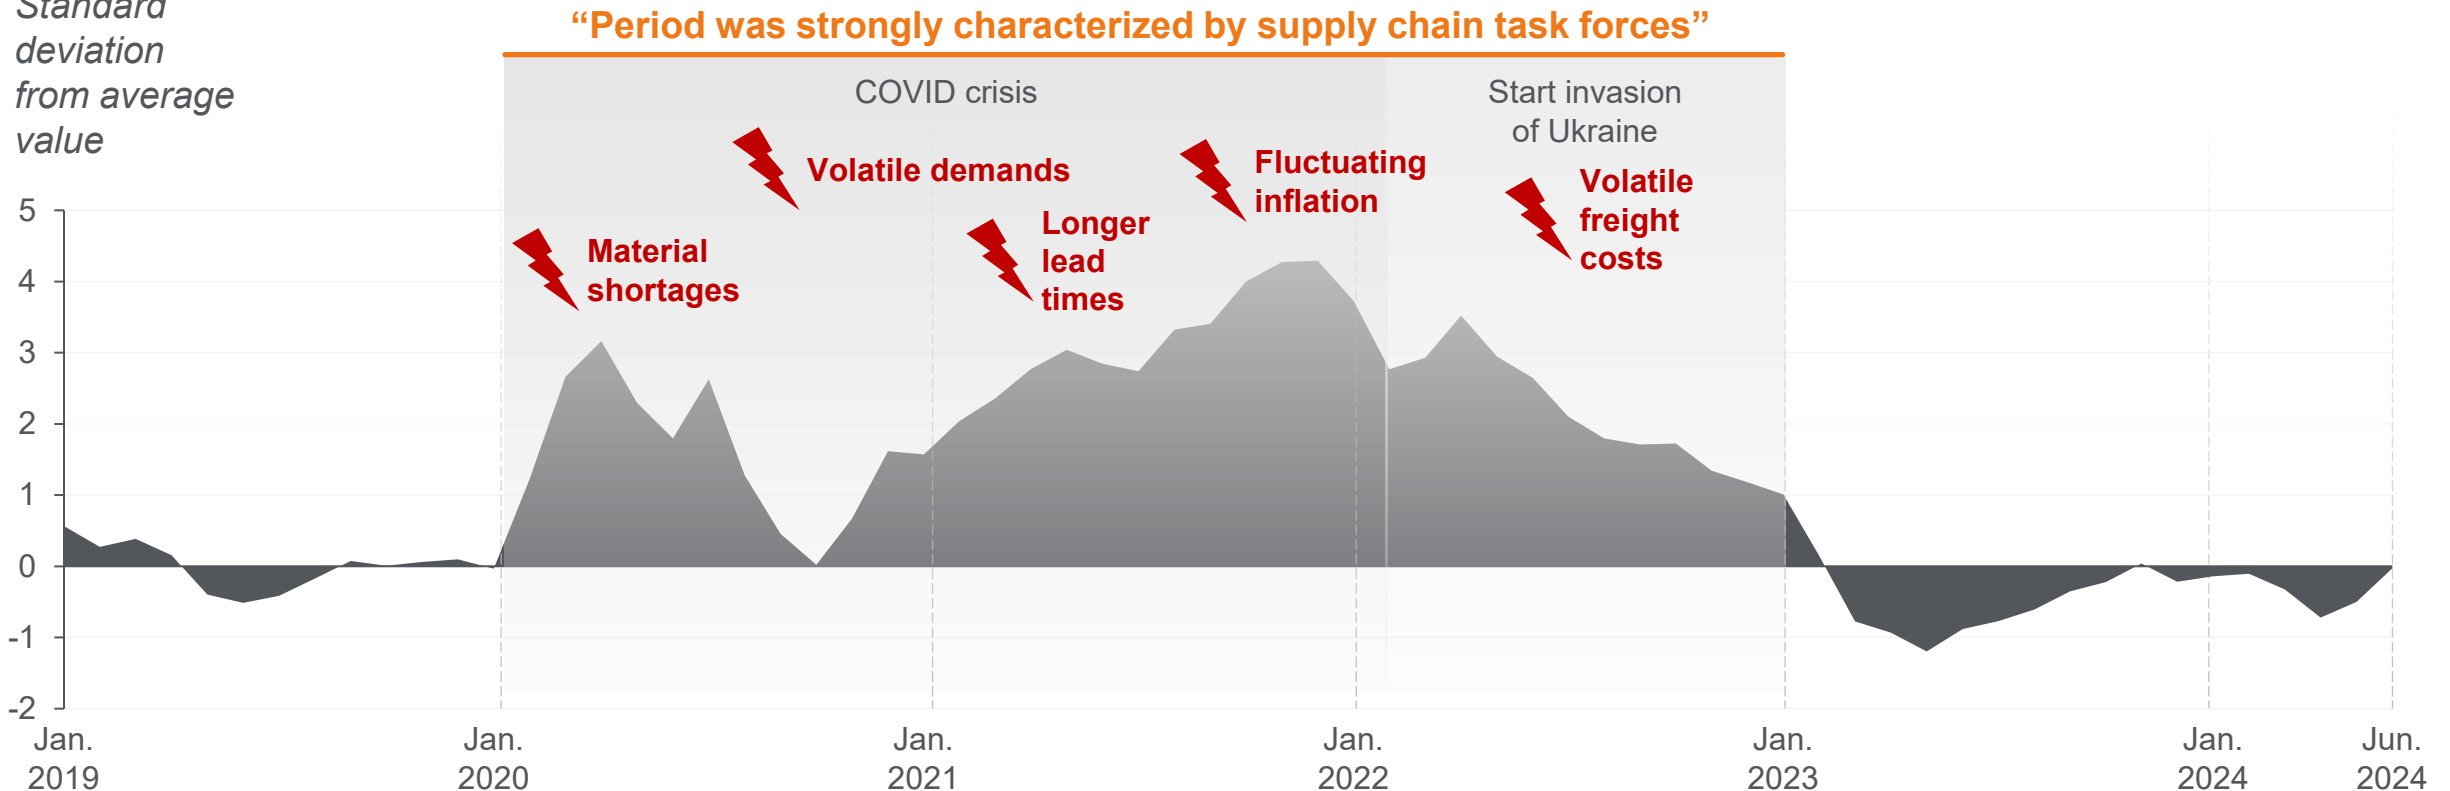 Standard
deviation
from average
value
“Period was strongly characterized by supply chain task forces”
COVID crisis
Start invasion
of Ukraine
Volatile demands
Fluctuating
inflation
Volatile
freight
costs
Material
shortages
Longer
lead
times
5
4
3
2
1
0
-1
-2
Jan.
2019
Jan.
2020
Jan.
2021
Jan.
2022
Jan.
2023
Jan.
2024
Jun.
2024